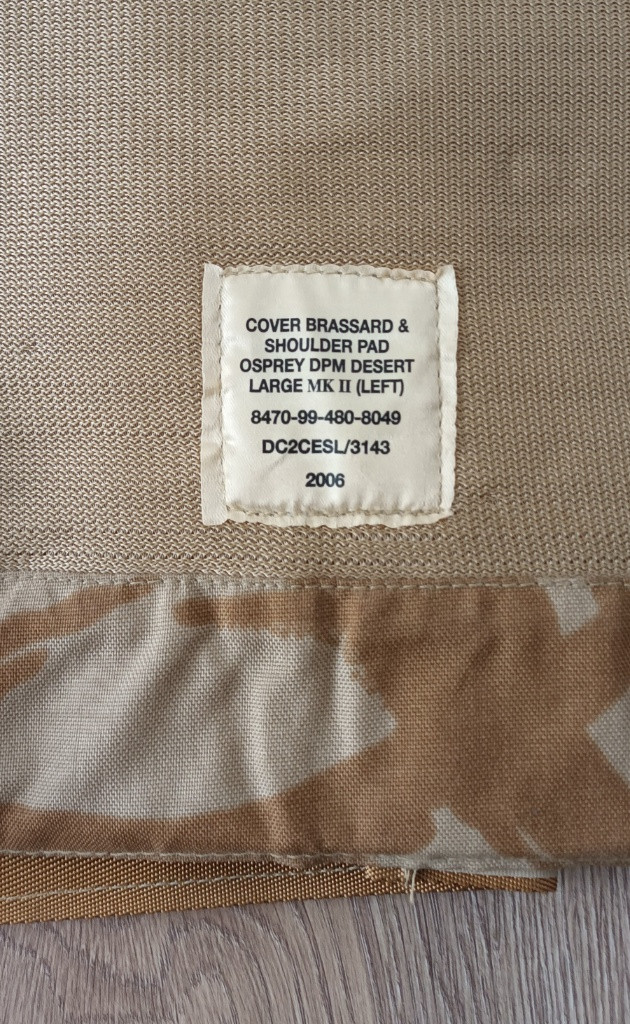 COVER BRASSARD &
SHOULDER PAD
OSPREY DPM DESERT
LARGE MK II (LEFT)
8470-99-480-8049
DC2CESL/3143
2006